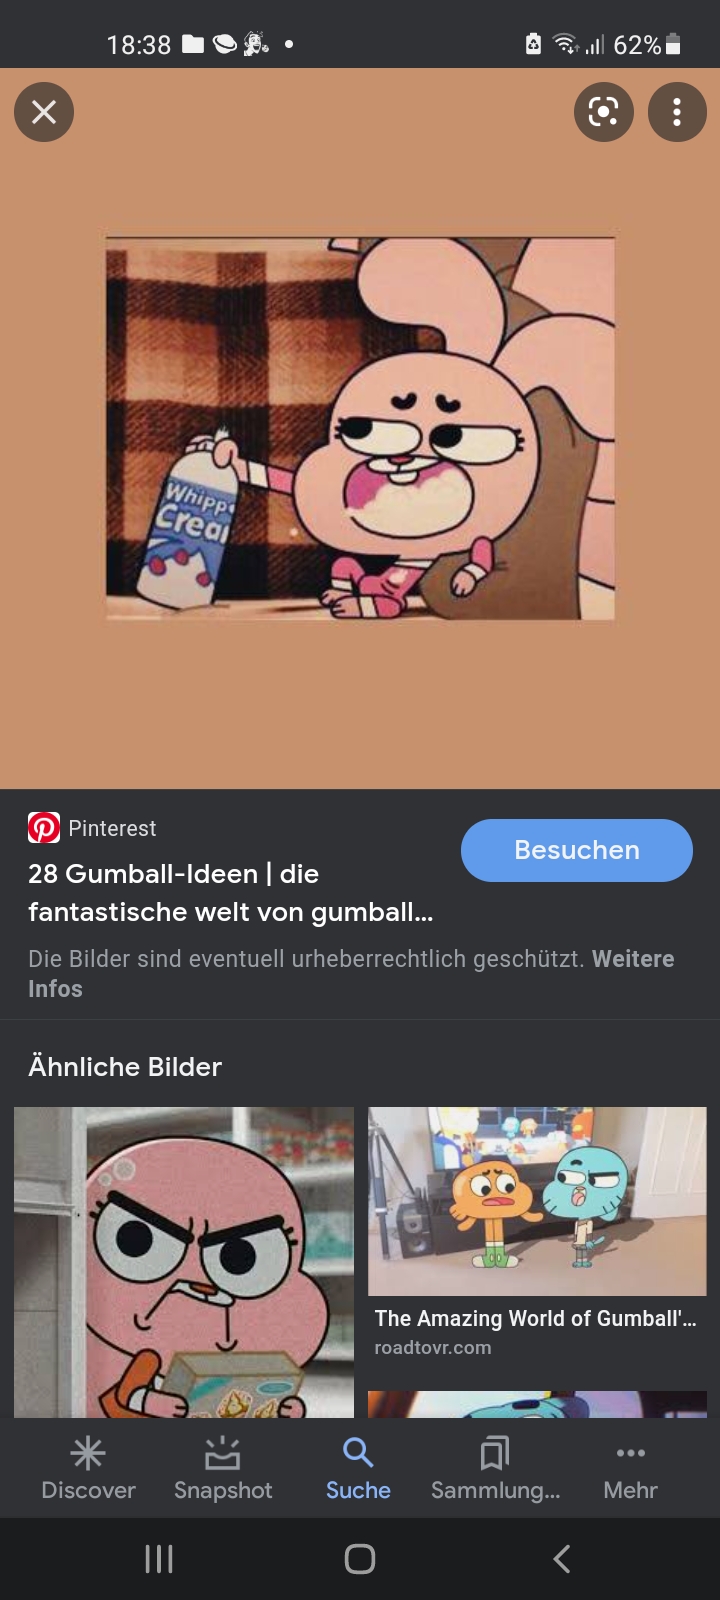 18:38
62%
Whipp
Crea
Pinterest
28 Gumball-Ideen | die
fantastische welt von gumball...
Besuchen
Die Bilder sind eventuell urheberrechtlich geschützt. Weitere
Infos
Ähnliche Bilder
The Amazing World of Gumball'...
roadtovr.com
Discover
Snapshot
Suche
Sammlung...
Mehr